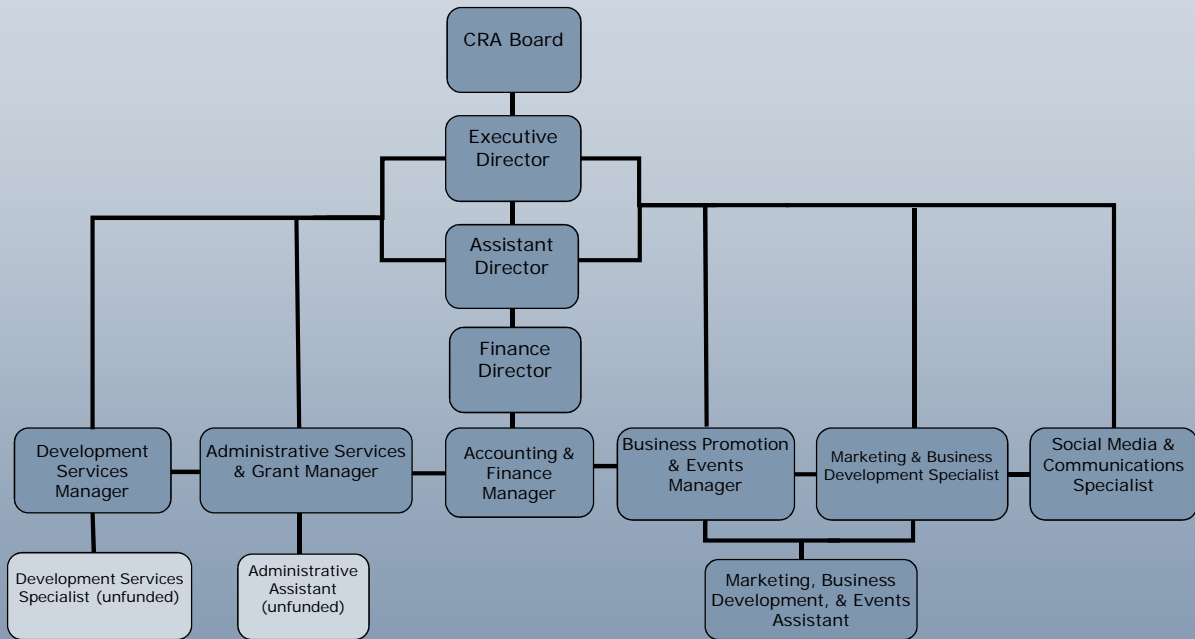 CRA Board
Executive
Director
Assistant
Director
Finance
Director
Development
Services
Manager
Administrative Services
& Grant Manager
Accounting &
Finance
Manager
Business Promotion
& Events
Manager
Marketing & Business
Development Specialist
Social Media &
Communications
Specialist
Development Services
Specialist (unfunded)
Administrative
Assistant
(unfunded)
Marketing, Business
Development, & Events
Assistant